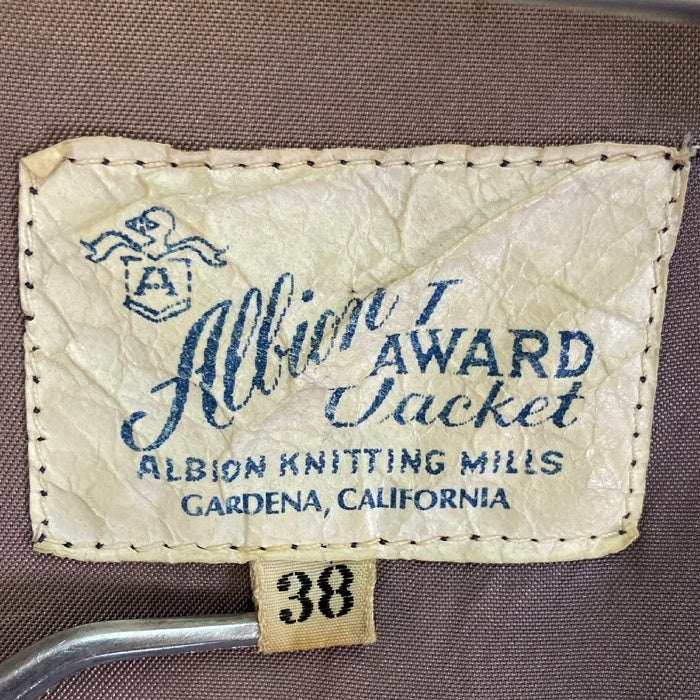 A
Albion
AWARD
Jacket
ALBION KNITTING MILLS
GARDENA, CALIFORNIA
38